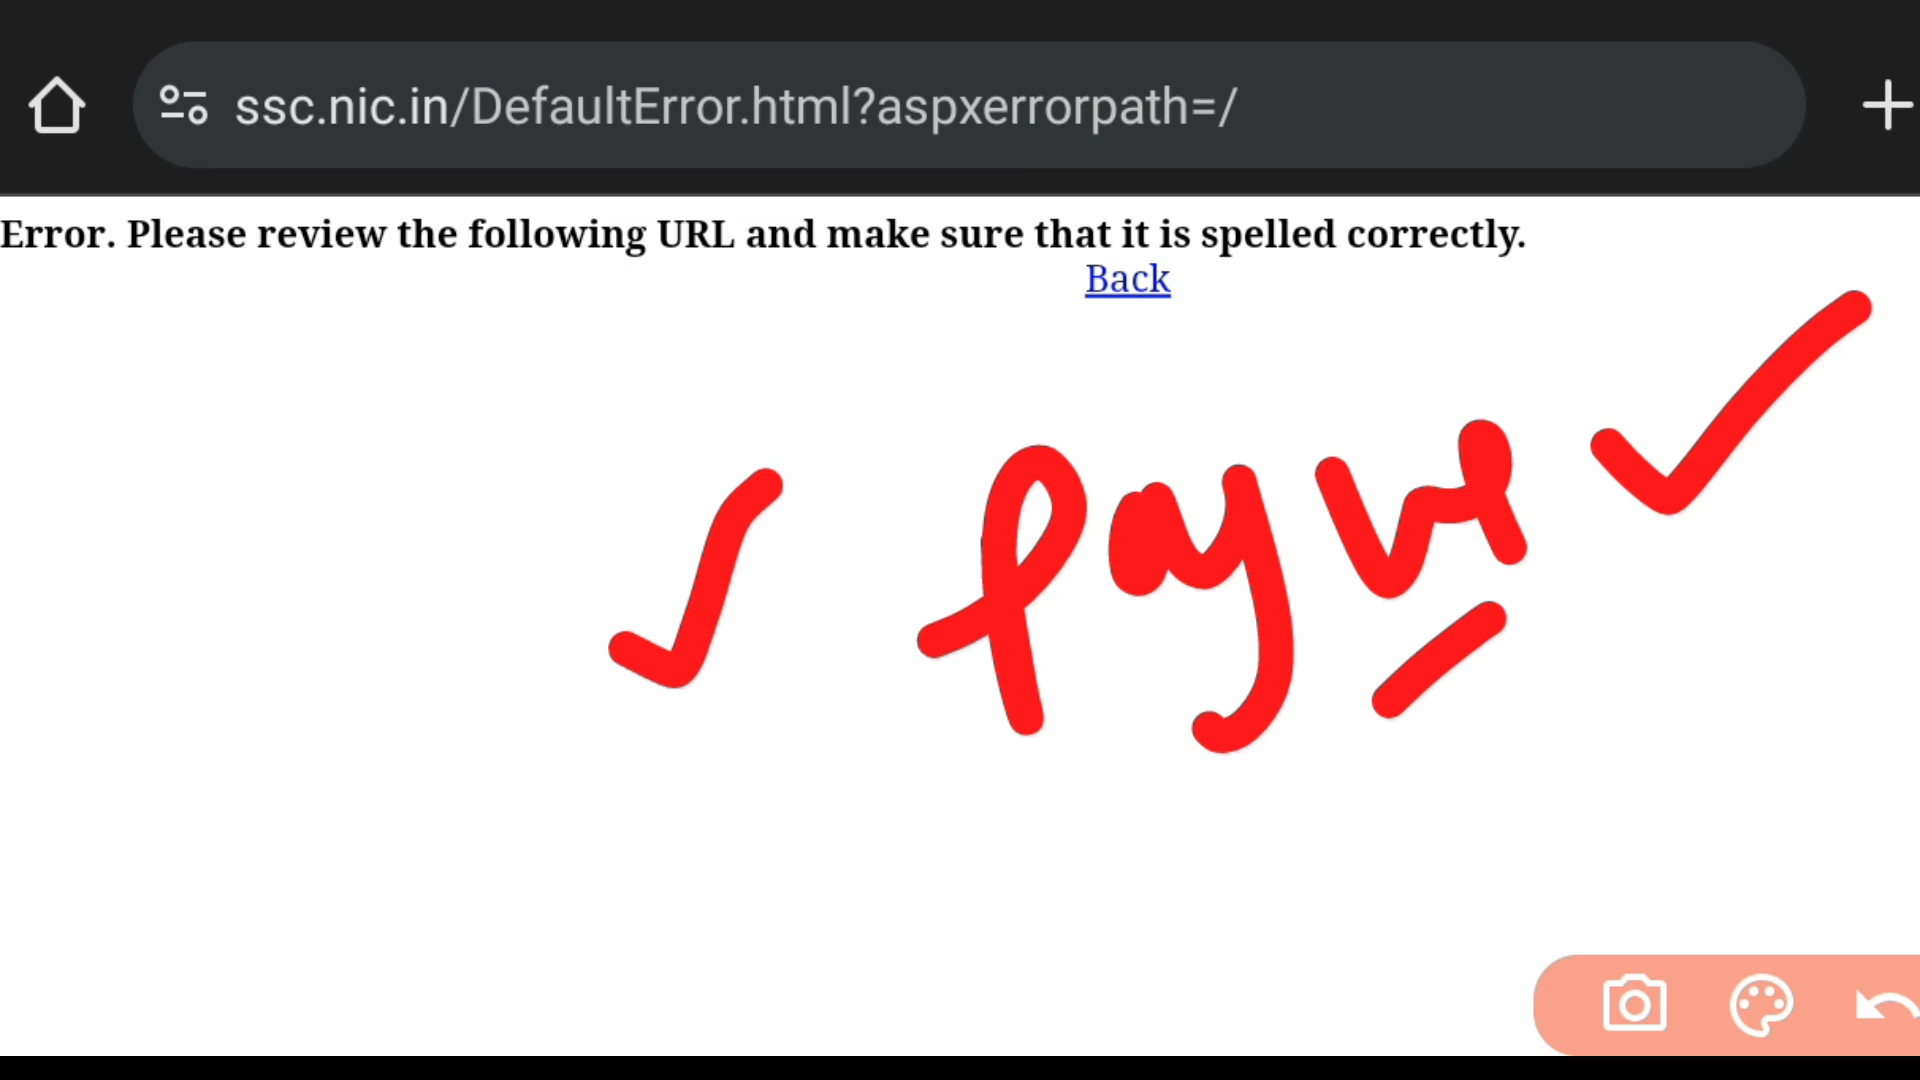 ssc.nic.in/DefaultError.html?aspxerrorpath=/
Error. Please review the following URL and make sure that it is spelled correctly.
Back